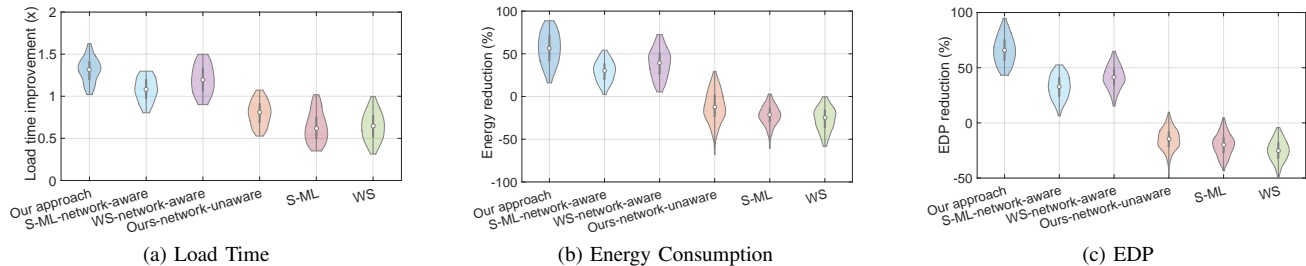 Load time improvement (x)
2
1.5
1
0.5
0
Our approach
S-ML-network-aware
WS-network-aware
Ours-network-unaware
S-ML
WS
(a) Load Time
Energy reduction (%)
100
50
0
-50
-100
Our approach
S-ML-network-aware
WS-network-aware
Ours-network-unaware
S-ML
WS
(b) Energy Consumption
EDP reduction (%)
100
50
0
-50
Our approach
S-ML-network-aware
WS-network-aware
Ours-network-unaware
S-ML
WS
(c) EDP